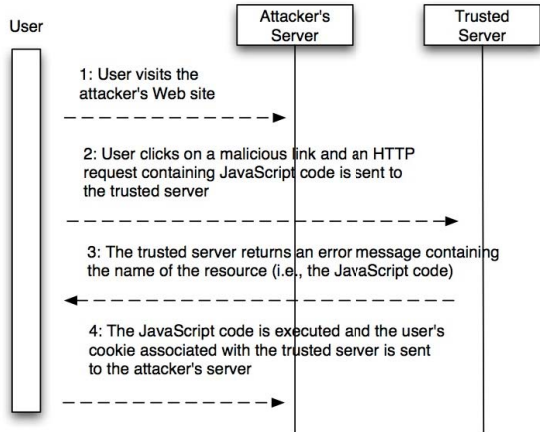 User
Attacker's
Server
Trusted
Server
1: User visits the
attacker's Web site
2: User clicks on a malicious link and an HTTP
request containing JavaScript code is sent to
the trusted server
3: The trusted server returns an error message containing
the name of the resource (i.e., the JavaScript code)
4: The JavaScript code is executed and the user's
cookie associated with the trusted server is sent
to the attacker's server